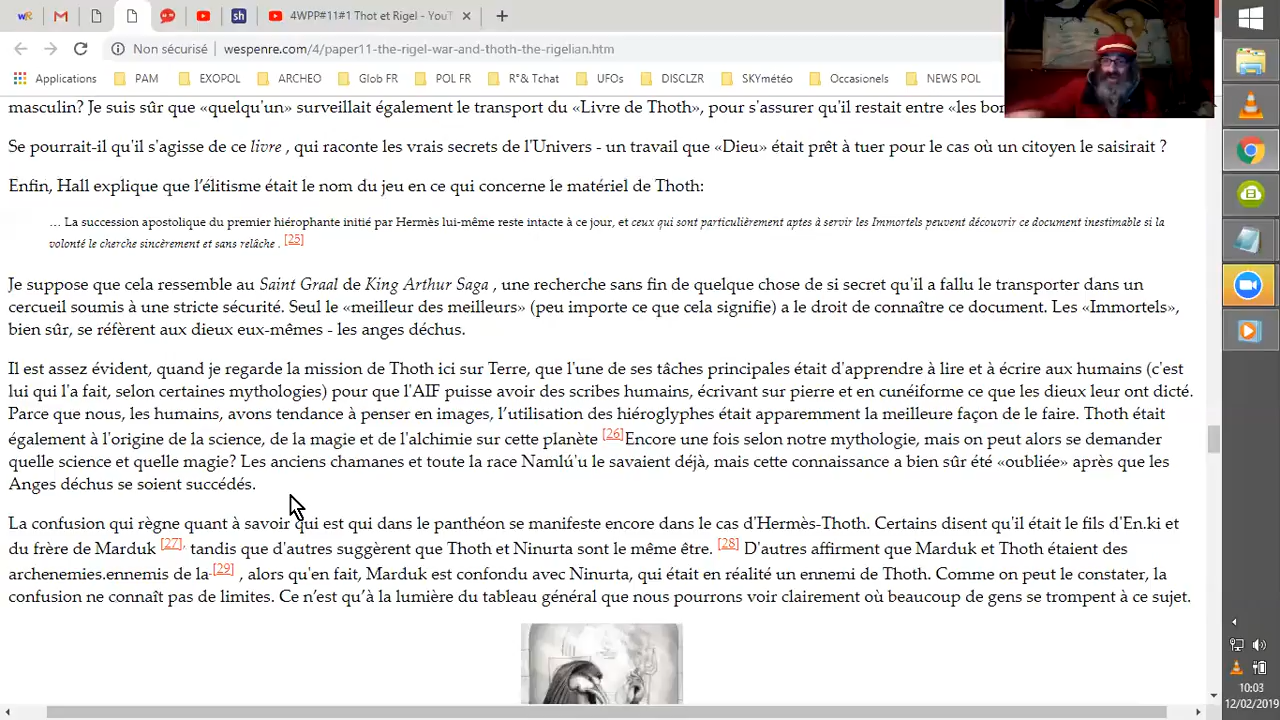 4WPP#11#1 Thot et Rigel - YouT
Non sécurisé | wespenre.com/4/paper11-the-rigel-war-and-thoth-the-rigelian.htm
Applications PAM EXOPOL ARCHEO Glob FR POL FR R°& Tchat UFOs DISCLZR SKYmétéo Occasionels NEWS POL
masculin? Je suis sûr que «quelqu'un» surveillait également le transport du «Livre de Thoth», pour s'assurer qu'il restait entre «les
Se pourrait-il qu'il s'agisse de ce livre , qui raconte les vrais secrets de l'Univers - un travail que «Dieu» était prêt à tuer pour le cas où un citoyen le saisirait ?
Enfin, Hall explique que l'élitisme était le nom du jeu en ce qui concerne le matériel de Thoth:
… La succession apostolique du premier hiérophante initié par Hermès lui-même reste intacte à ce jour, et ceux qui sont particulièrement aptes à servir les Immortels peuvent découvrir ce document inestimable si la
volonté le cherche sincèrement et sans relâche . [25]
Je suppose que cela ressemble au Saint Graal de King Arthur Saga , une recherche sans fin de quelque chose de si secret qu'il a fallu le transporter dans un
cercueil soumis à une stricte sécurité. Seul le «meilleur des meilleurs» (peu importe ce que cela signifie) a le droit de connaître ce document. Les «Immortels»,
bien sûr, se réfèrent aux dieux eux-mêmes - les anges déchus.
Il est assez évident, quand je regarde la mission de Thoth ici sur Terre, que l'une de ses tâches principales était d'apprendre à lire et à écrire aux humains (c'est
lui qui l'a fait, selon certaines mythologies) pour que l'AIF puisse avoir des scribes humains, écrivant sur pierre et en cunéiforme ce que les dieux leur ont dicté.
Parce que nous, les humains, avons tendance à penser en images, l'utilisation des hiéroglyphes était apparemment la meilleure façon de le faire. Thoth était
également à l'origine de la science, de la magie et de l'alchimie sur cette planète [26]Encore une fois selon notre mythologie, mais on peut alors se demander
quelle science et quelle magie? Les anciens chamanes et toute la race Namlú'u le savaient déjà, mais cette connaissance a bien sûr été «oubliée» après que les
Anges déchus se soient succédés.
La confusion qui règne quant à savoir qui est qui dans le panthéon se manifeste encore dans le cas d'Hermès-Thoth. Certains disent qu'il était le fils d'En.ki et
du frère de Marduk [27], tandis que d'autres suggèrent que Thoth et Ninurta sont le même être. [28] D'autres affirment que Marduk et Thoth étaient des
archenemies.ennemis de la.[29] , alors qu'en fait, Marduk est confondu avec Ninurta, qui était en réalité un ennemi de Thoth. Comme on peut le constater, la
confusion ne connaît pas de limites. Ce n'est qu'à la lumière du tableau général que nous pourrons voir clairement où beaucoup de gens se trompent à ce sujet.
10:03
12/02/2019